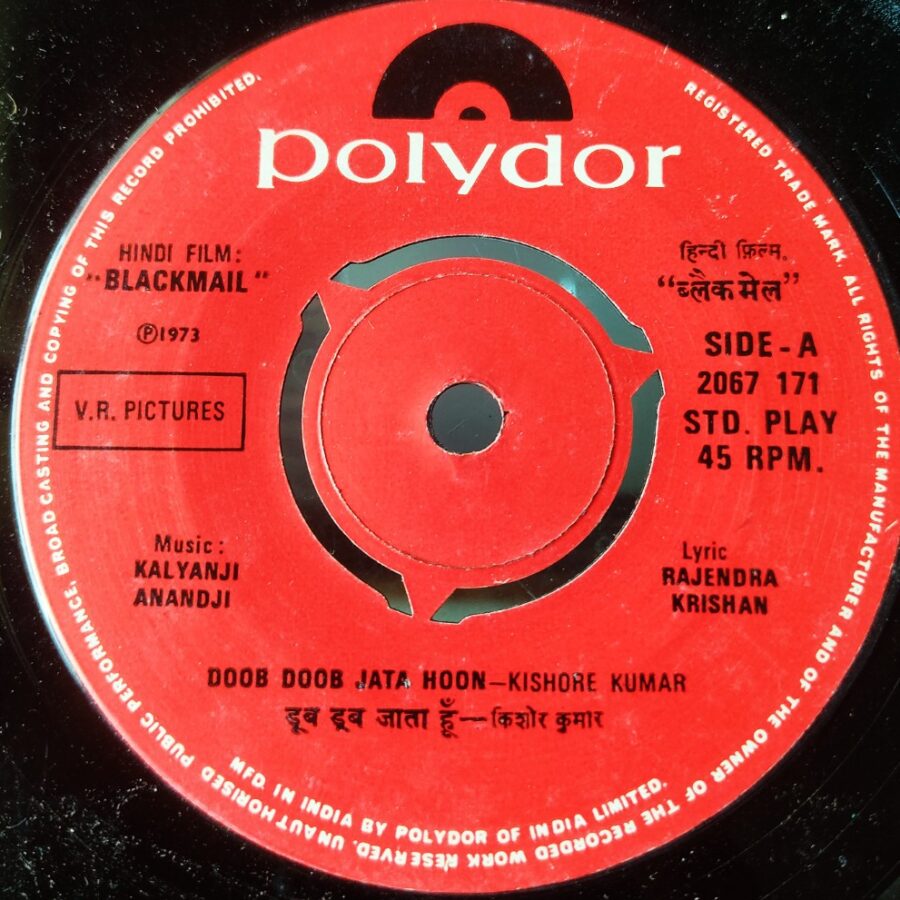 polydor
HINDI FILM:
"BLACKMAIL"
℗1973
V.R. PICTURES
हिन्दी फ़िल्म.
“ब्लैकमेल”
SIDE-A
2067 171
STD. PLAY
45 RPM.
Music:
KALYANJI
ANANDJI
Lyric
RAJENDRA
KRISHAN
DOOB DOOB JATA HOON—KISHORE KUMAR
डूब डूब जाता हूँ—किशोर कुमार
MFD. IN INDIA BY POLYDOR OF INDIA LIMITED.
REGISTERED TRADE MARK. ALL RIGHTS OF THE MANUFACTURER AND OF THE OWNER OF THE RECORDED WORK RESERVED. UNAUTHORISED PUBLIC PERFORMANCE, BROAD CASTING AND COPYING OF THIS RECORD PROHIBITED.